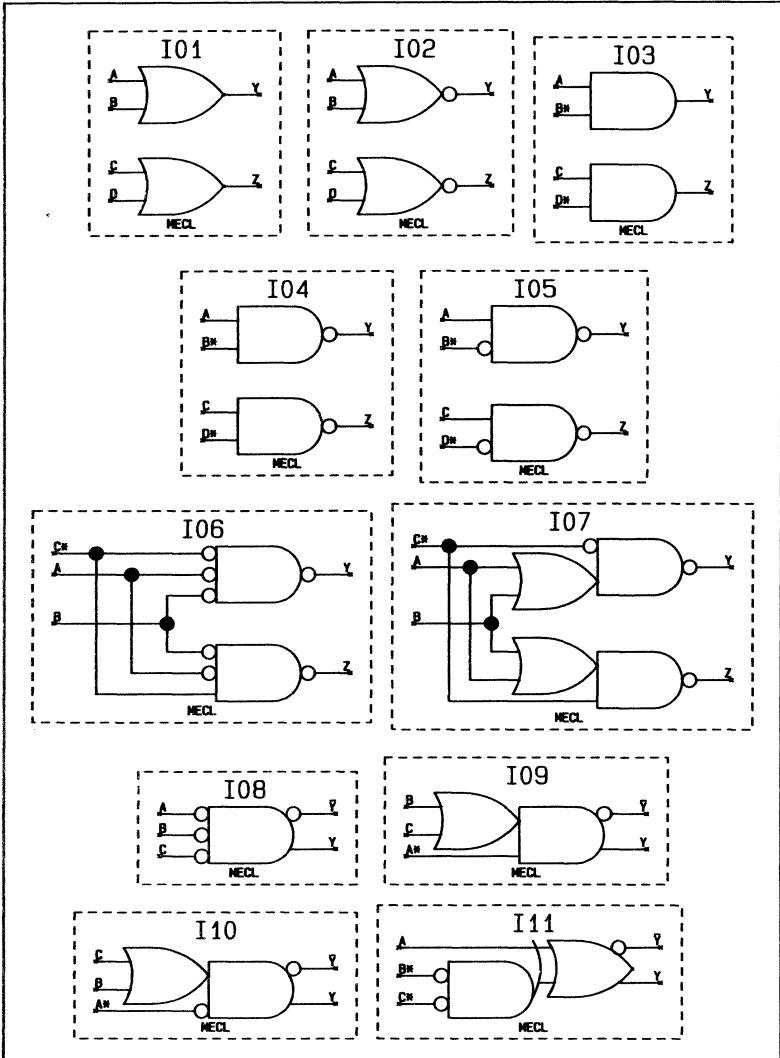 I01 I02 I03
A Y A Y A Y
B B B*
C Z C Z C Z
D D D*
MECL MECL MECL
I04 I05
A Y A Y
B* B*
C Z C Z
D* D*
MECL MECL
I06 I07
C* C*
A Y A Y
B B
Z Z
MECL MECL
I08 I09
A Y̅ B Y̅
B
C Y C Y
A*
MECL MECL
I10 I11
C Y̅ A Y̅
B Y B* Y
A* C*
MECL MECL